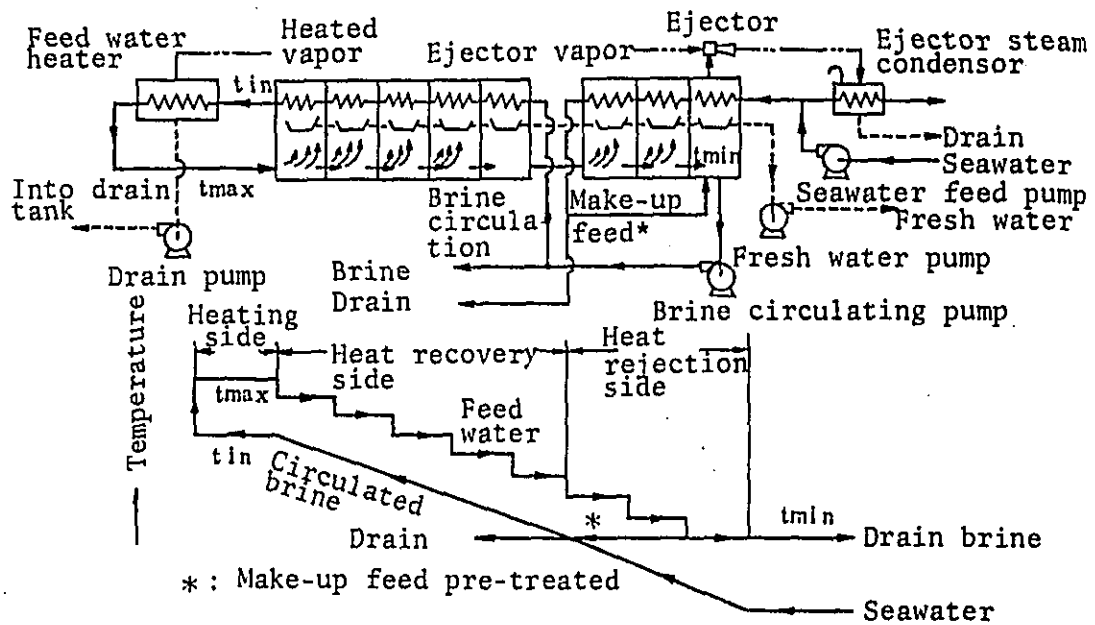 Feed water
heater
Heated
vapor
Ejector vapor
Ejector
Ejector steam
condensor
tin
tmax
tmin
Drain
Seawater
Seawater feed pump
Into drain
tank
Drain pump
Brine
circula
tion
Make-up
feed*
Fresh water
Fresh water pump
Brine
Drain
Brine circulating pump
Temperature
Heating
side
Heat recovery
side
Heat
rejection
side
tmax
Feed
water
tin
Circulated
brine
Drain
*
tmin
Drain brine
* : Make-up feed pre-treated
Seawater